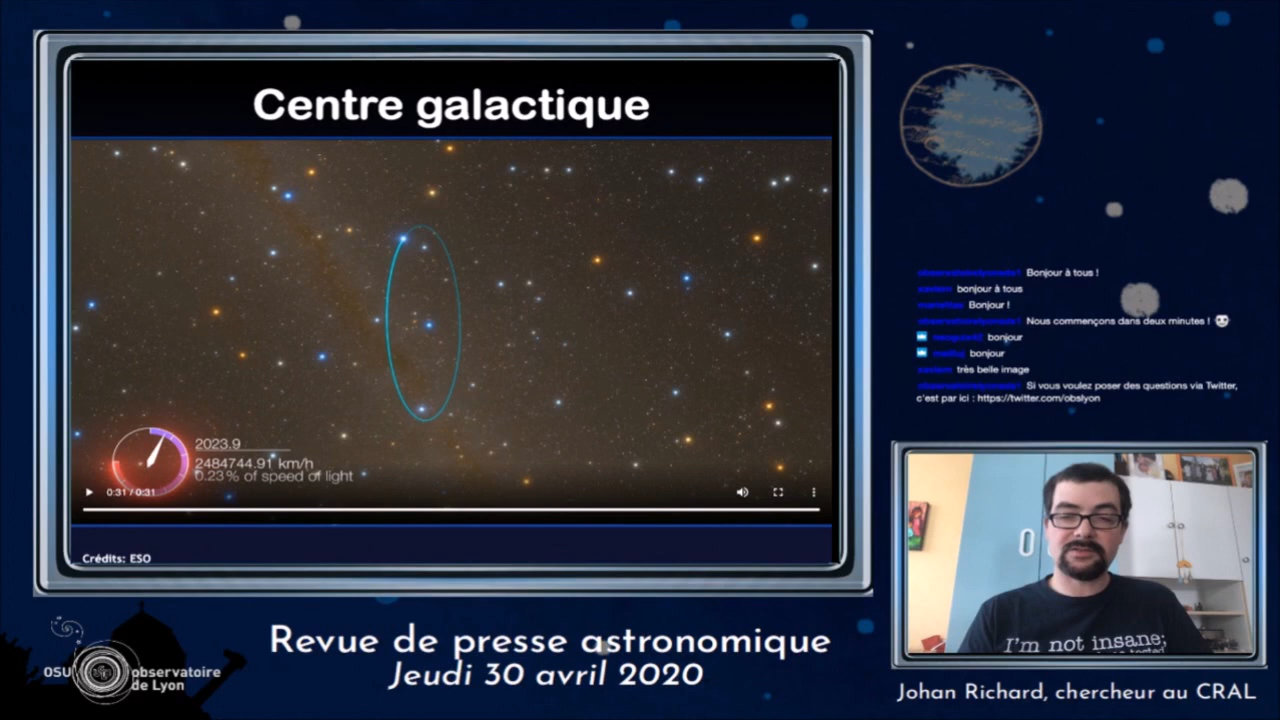 Centre galactique
2023.9
2484744.91 km/h
0.23% of speed of light
0:31 / 0:31
Crédits: ESO
Bonjour à tous !
bonjour à tous
Bonjour !
Nous commençons dans deux minutes !
bonjour
bonjour
très belle image
Si vous voulez poser des questions via Twitter,
c'est par ici : https://twitter.com/obslyon
I'm not insane;
OSUL observatoire
de Lyon
Revue de presse astronomique
Jeudi 30 avril 2020
Johan Richard, chercheur au CRAL